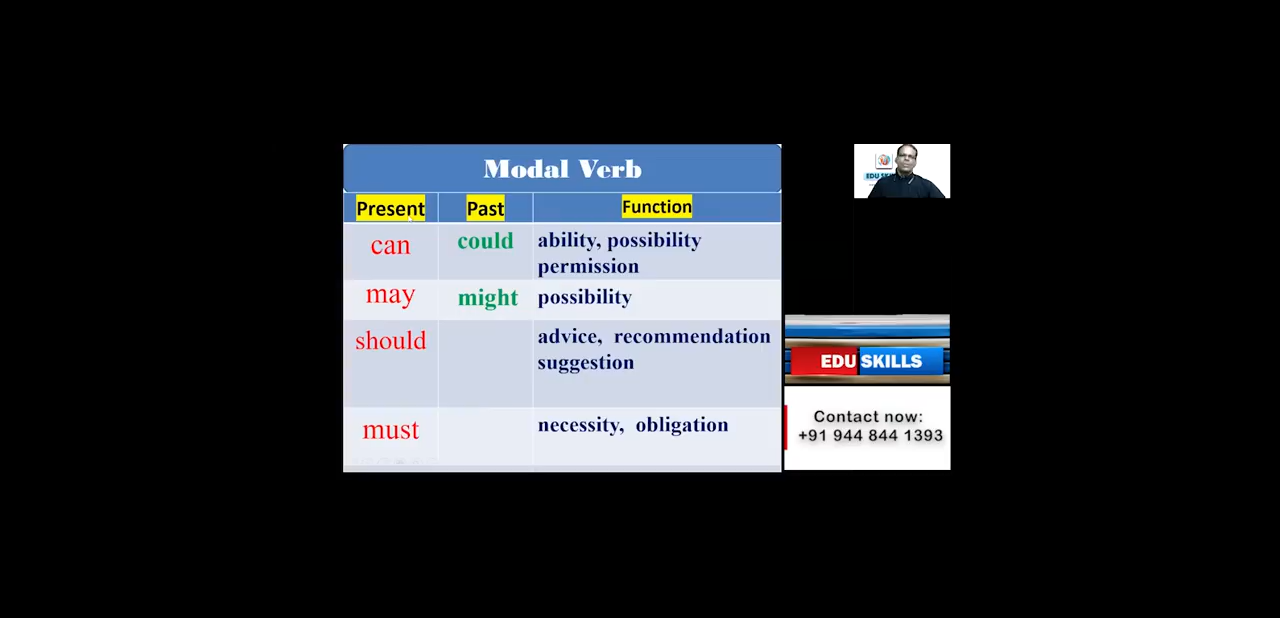 Modal Verb
Present Past Function
can could ability, possibility
permission
may might possibility
should advice, recommendation
suggestion
must necessity, obligation
EDU SKILLS
Contact now:
+91 944 844 1393